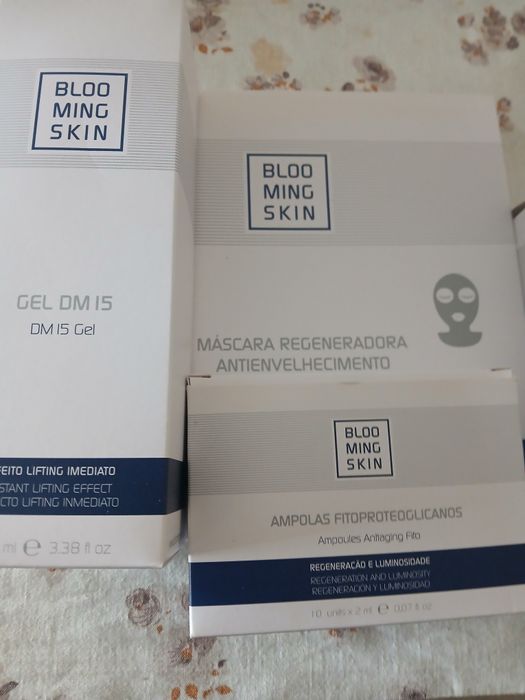 BLOO
MING
SKIN
GEL DM15
DM15 Gel
FEITO LIFTING IMEDIATO
STANT LIFTING EFFECT
CTO LIFTING INMEDIATO
ml e 3.38 fl oz
BLOO
MING
SKIN
MÁSCARA REGENERADORA
ANTIENVELHECIMENTO
BLOO
MING
SKIN
AMPOLAS FITOPROTEOGLICANOS
Ampoules Antiaging Fito
REGENERAÇÃO E LUMINOSIDADE
REGENERATION AND LUMINOSITY
REGENERACIÓN Y LUMINOSIDAD
10 units x 2 ml e 0.07 fl oz